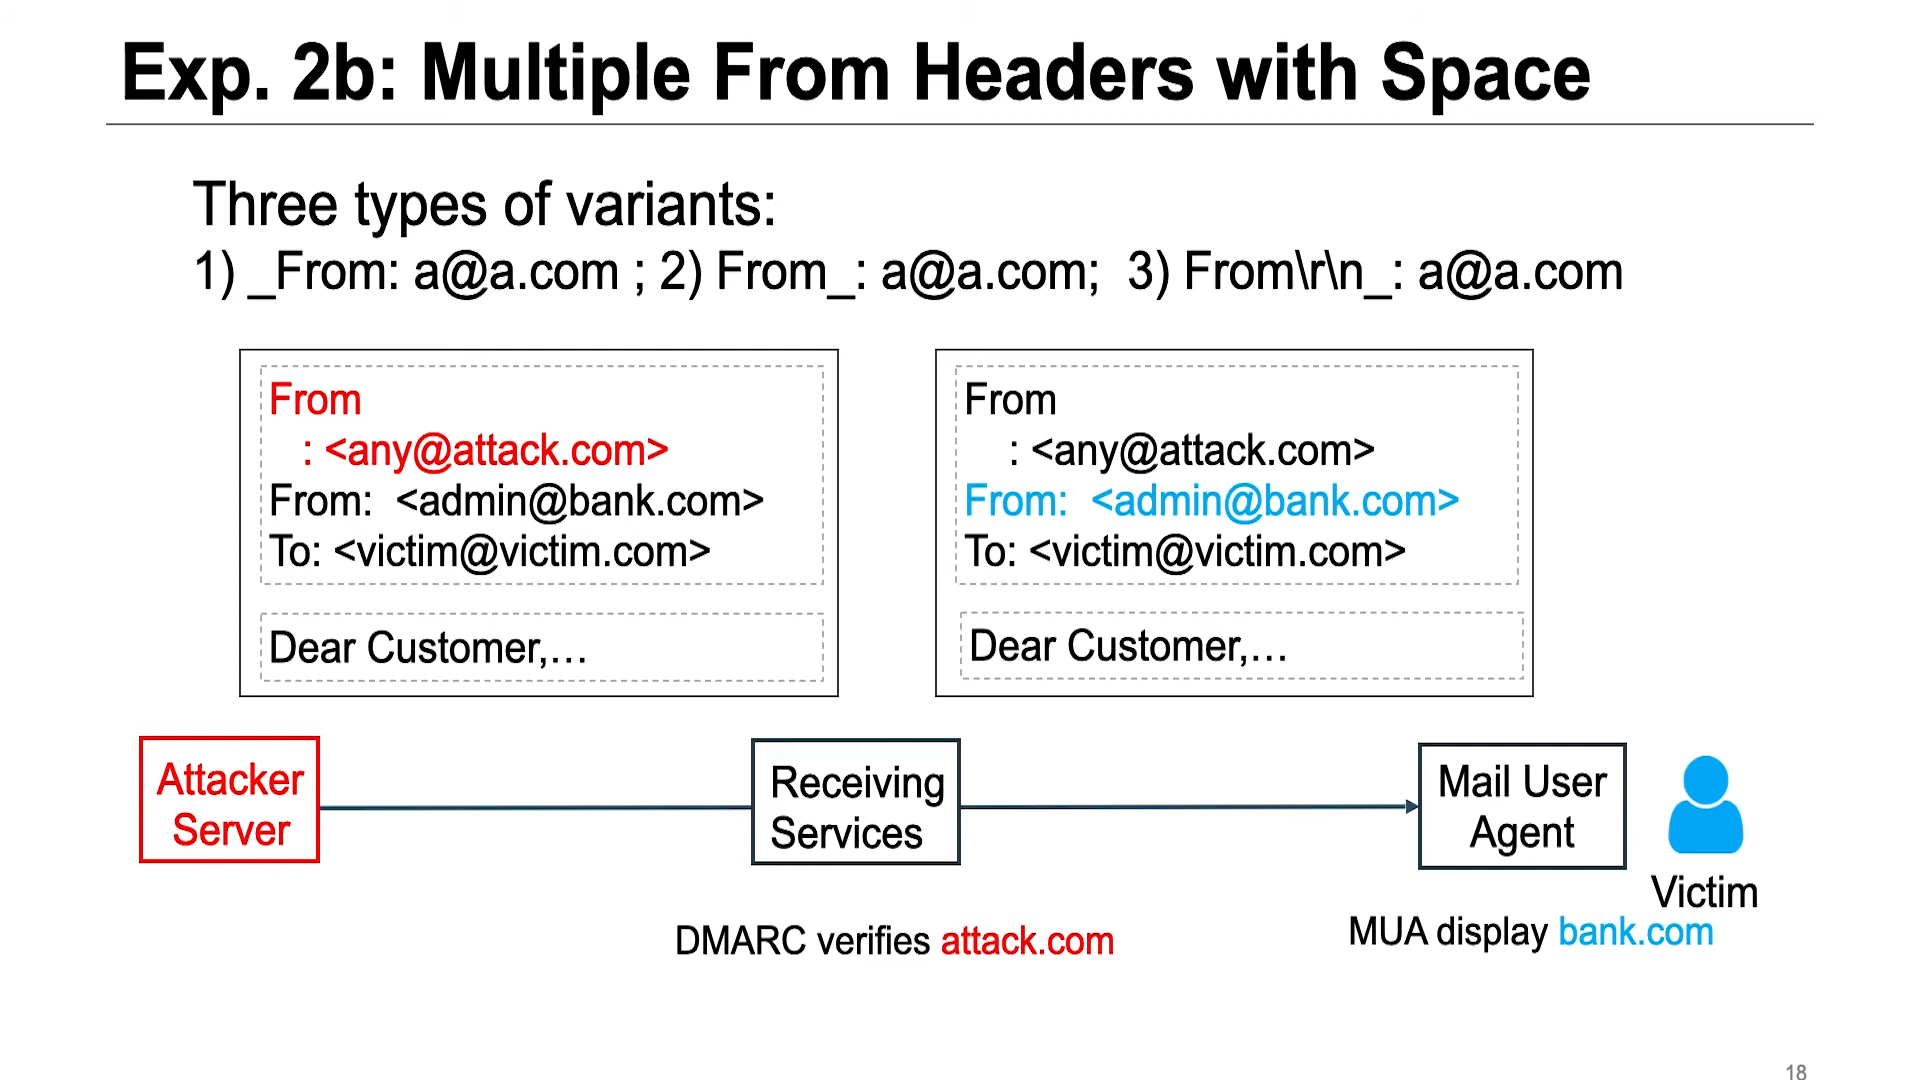 Exp. 2b: Multiple From Headers with Space
Three types of variants:
1) _From: a@a.com ; 2) From_: a@a.com;  3) From\r\n_: a@a.com
From
: <any@attack.com>
From:  <admin@bank.com>
To: <victim@victim.com>
Dear Customer,…
From
: <any@attack.com>
From:  <admin@bank.com>
To: <victim@victim.com>
Dear Customer,…
Attacker
Server
Receiving
Services
Mail User
Agent
Victim
DMARC verifies attack.com
MUA display bank.com
18